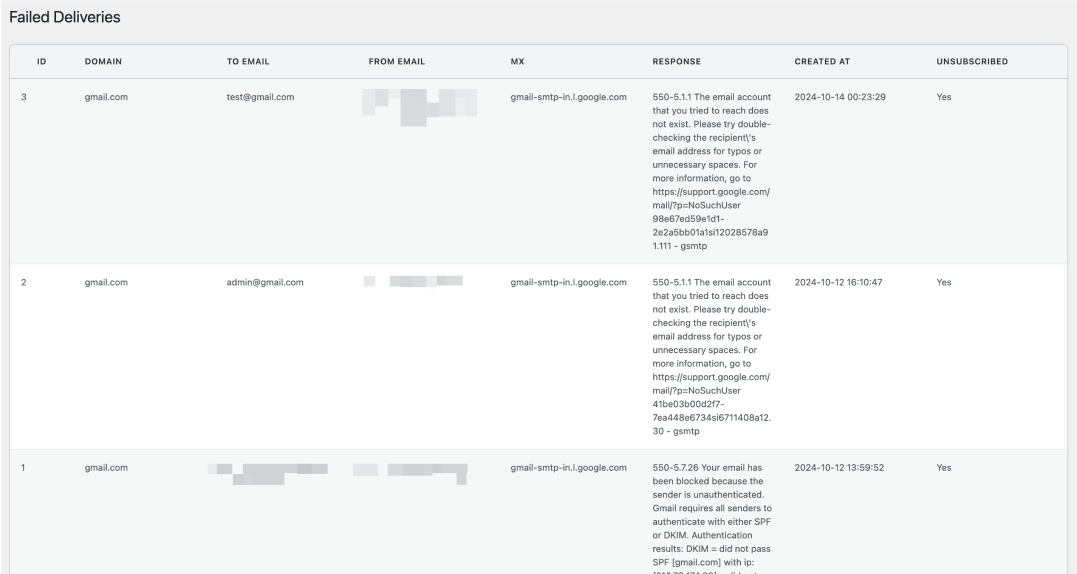 Failed Deliveries
ID DOMAIN TO EMAIL FROM EMAIL MX RESPONSE CREATED AT UNSUBSCRIBED
3 gmail.com test@gmail.com gmail-smtp-in.l.google.com 550-5.1.1 The email account 2024-10-14 00:23:29 Yes
that you tried to reach does
not exist. Please try double-
checking the recipient\'s
email address for typos or
unnecessary spaces. For
more information, go to
https://support.google.com/
mail/?p=NoSuchUser
98e67ed59e1d1-
2e2a5bb01a1si12028578a9
1.111 - gsmtp
2 gmail.com admin@gmail.com gmail-smtp-in.l.google.com 550-5.1.1 The email account 2024-10-12 16:10:47 Yes
that you tried to reach does
not exist. Please try double-
checking the recipient\'s
email address for typos or
unnecessary spaces. For
more information, go to
https://support.google.com/
mail/?p=NoSuchUser
41be03b00d2f7-
7ea448e6734si6711408a12.
30 - gsmtp
1 gmail.com gmail-smtp-in.l.google.com 550-5.7.26 Your email has 2024-10-12 13:59:52 Yes
been blocked because the
sender is unauthenticated.
Gmail requires all senders to
authenticate with either SPF
or DKIM. Authentication
results: DKIM = did not pass
SPF [gmail.com] with ip: